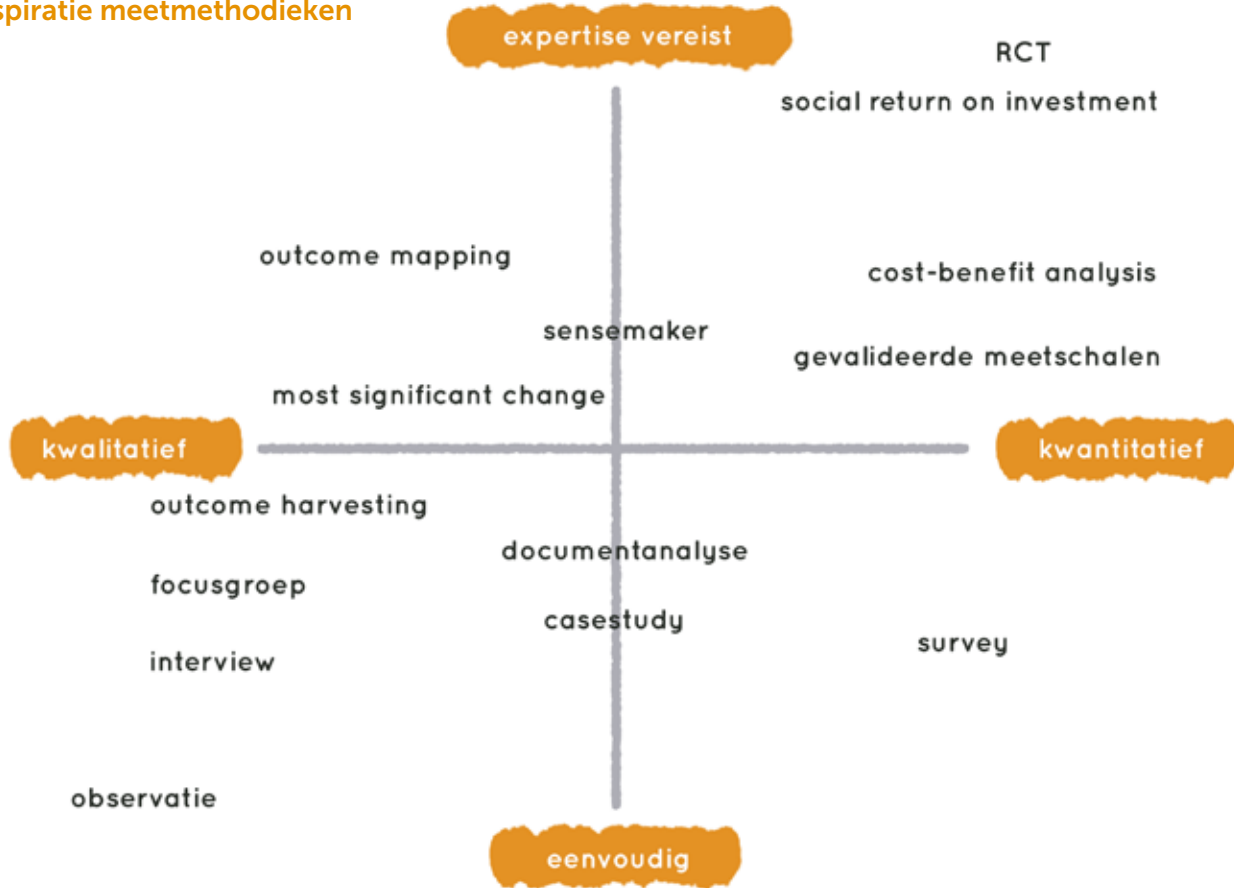 spiratie meetmethodieken
expertise vereist
RCT
social return on investment
outcome mapping
cost-benefit analysis
sensemaker
gevalideerde meetschalen
most significant change
kwalitatief
kwantitatief
outcome harvesting
documentanalyse
focusgroep
casestudy
survey
interview
observatie
eenvoudig